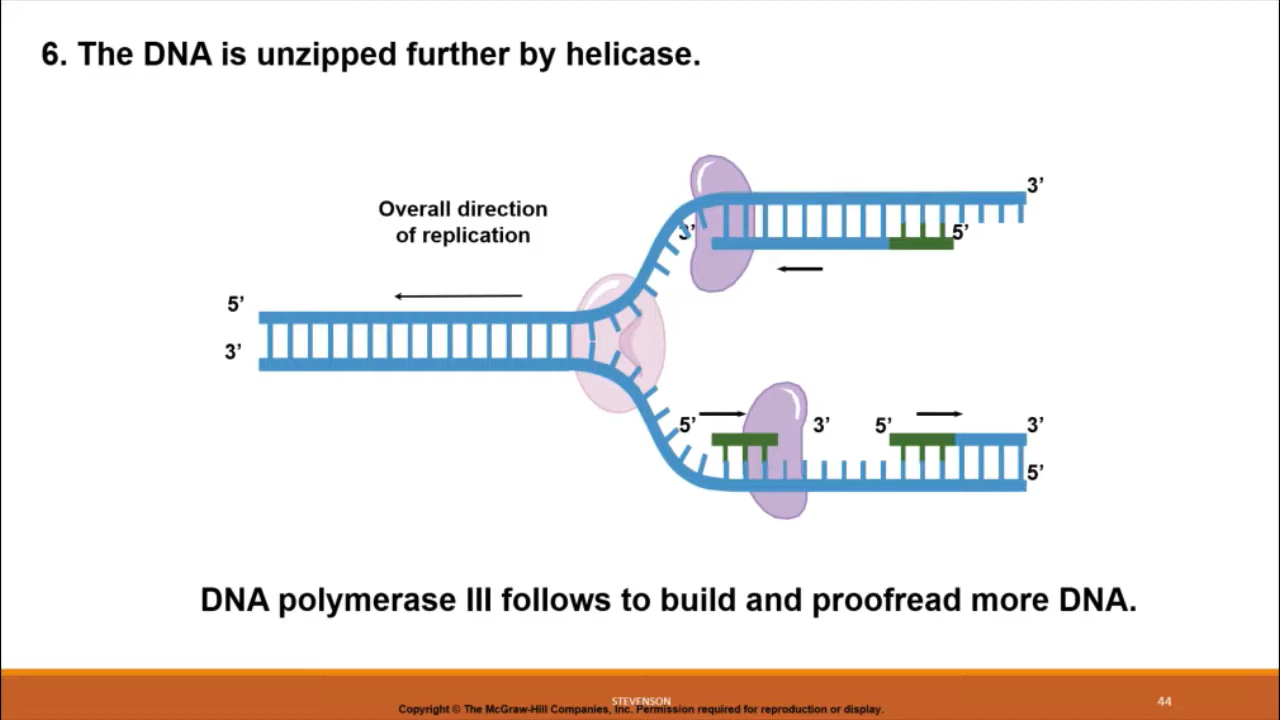 6. The DNA is unzipped further by helicase.
3’
Overall direction
of replication
3’
5’
5’
3’
5’
3’
5’
3’
5’
DNA polymerase III follows to build and proofread more DNA.
STEVENSON
44
Copyright © The McGraw-Hill Companies, Inc. Permission required for reproduction or display.